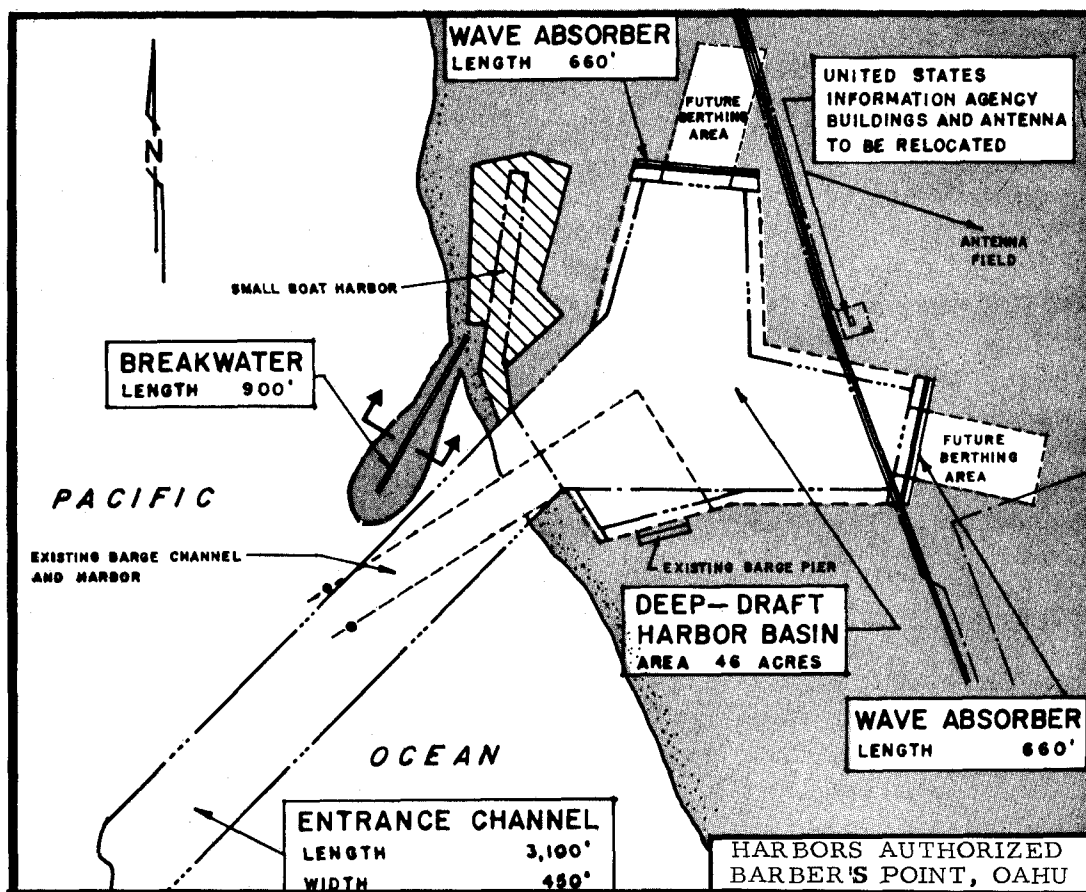 WAVE ABSORBER
LENGTH 660'
FUTURE
BERTHING
AREA
UNITED STATES
INFORMATION AGENCY
BUILDINGS AND ANTENNA
TO BE RELOCATED
N
ANTENNA
FIELD
SMALL BOAT HARBOR
BREAKWATER
LENGTH 900'
FUTURE
BERTHING
AREA
PACIFIC
EXISTING BARGE CHANNEL
AND HARBOR
EXISTING BARGE PIER
DEEP-DRAFT
HARBOR BASIN
AREA 46 ACRES
WAVE ABSORBER
LENGTH 660'
OCEAN
ENTRANCE CHANNEL
LENGTH 3,100'
WIDTH 450'
HARBORS AUTHORIZED
BARBER'S POINT, OAHU